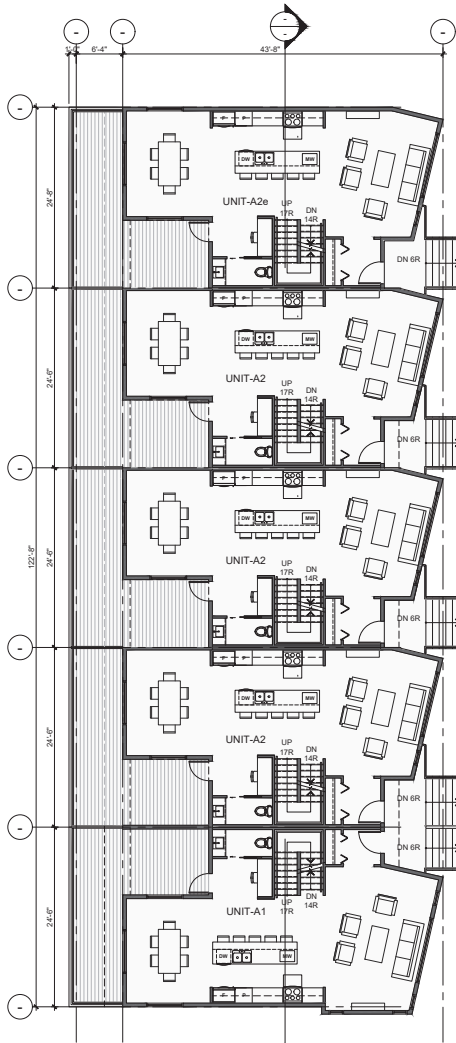 1'-0"
6'-4"
43'-8"
-
-
-
-
-
-
24'-8"
DW
MW
UNIT-A2e
UP
17R
DN
14R
DN 6R
-
24'-6"
DW
MW
UNIT-A2
UP
17R
DN
14R
DN 6R
-
122'-8"
24'-6"
DW
MW
UNIT-A2
UP
17R
DN
14R
DN 6R
-
24'-6"
DW
MW
UNIT-A2
UP
17R
DN
14R
DN 6R
-
DN 6R
24'-6"
UP
17R
DN
14R
UNIT-A1
DW
MW
-